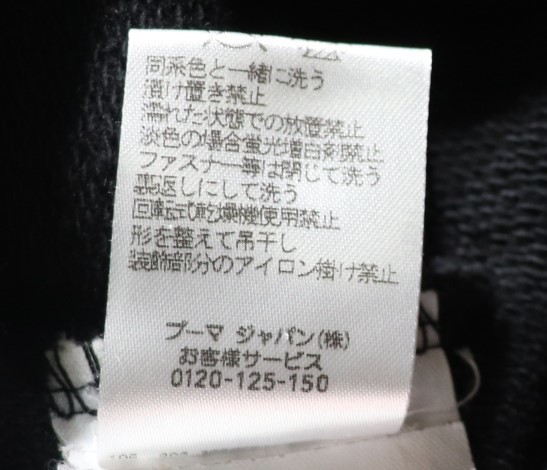 同系色と一緒に洗う
漬け置き禁止
濡れた状態での放置禁止
淡色の場合蛍光増白剤禁止
ファスナー等は閉じて洗う
裏返しにして洗う
回転式乾燥機使用禁止
形を整えて吊干し
装飾部分のアイロン掛け禁止
プーマ ジャパン(株)
お客様サービス
0120-125-150